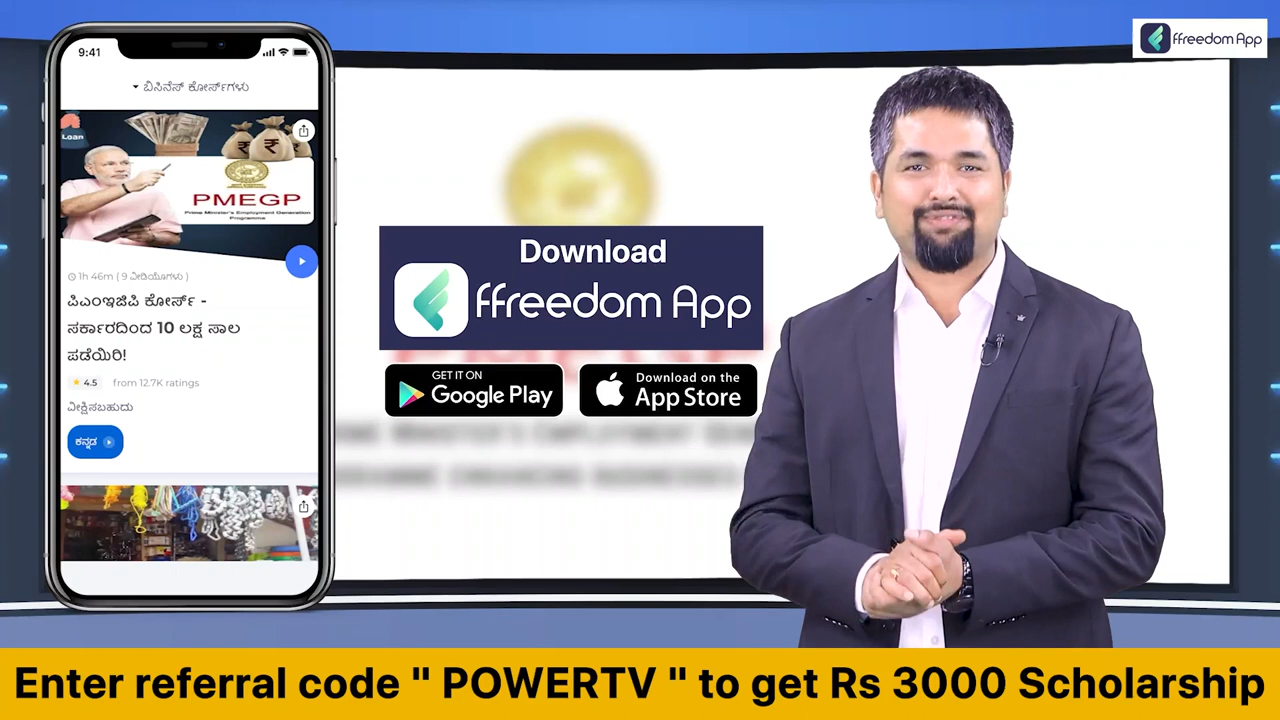 9:41
ಬಿಸಿನೆಸ್ ಕೋರ್ಸ್‌ಗಳು
Loan
PMEGP
Prime Minister's Employment Generation
Programme
1h 46m ( 9 ವೀಡಿಯೊಗಳು )
ಪಿಎಂಇಜಿಪಿ ಕೋರ್ಸ್ -
ಸರ್ಕಾರದಿಂದ 10 ಲಕ್ಷ ಸಾಲ
ಪಡೆಯಿರಿ!
4.5 from 12.7K ratings
ವೀಕ್ಷಿಸಬಹುದು
ಕನ್ನಡ
Download
ffreedom App
GET IT ON
Google Play
Download on the
App Store
ffreedom App
Enter referral code " POWERTV " to get Rs 3000 Scholarship